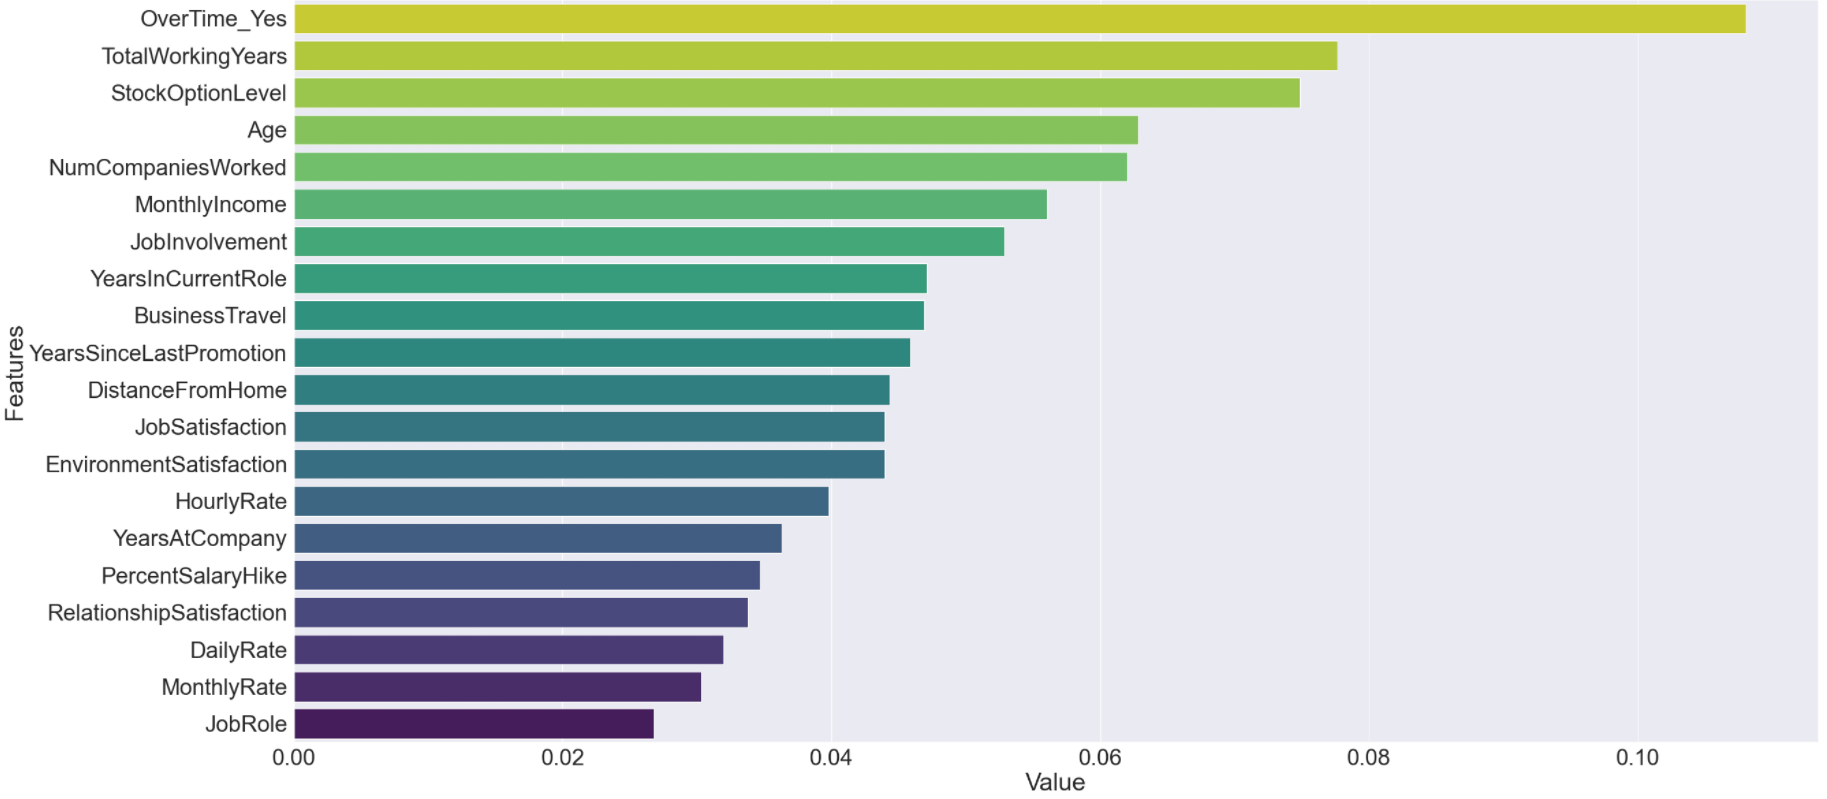 OverTime_Yes
TotalWorkingYears
StockOptionLevel
Age
NumCompaniesWorked
MonthlyIncome
JobInvolvement
YearsInCurrentRole
BusinessTravel
YearsSinceLastPromotion
DistanceFromHome
JobSatisfaction
EnvironmentSatisfaction
HourlyRate
YearsAtCompany
PercentSalaryHike
RelationshipSatisfaction
DailyRate
MonthlyRate
JobRole
Features
0.00 0.02 0.04 0.06 0.08 0.10
Value